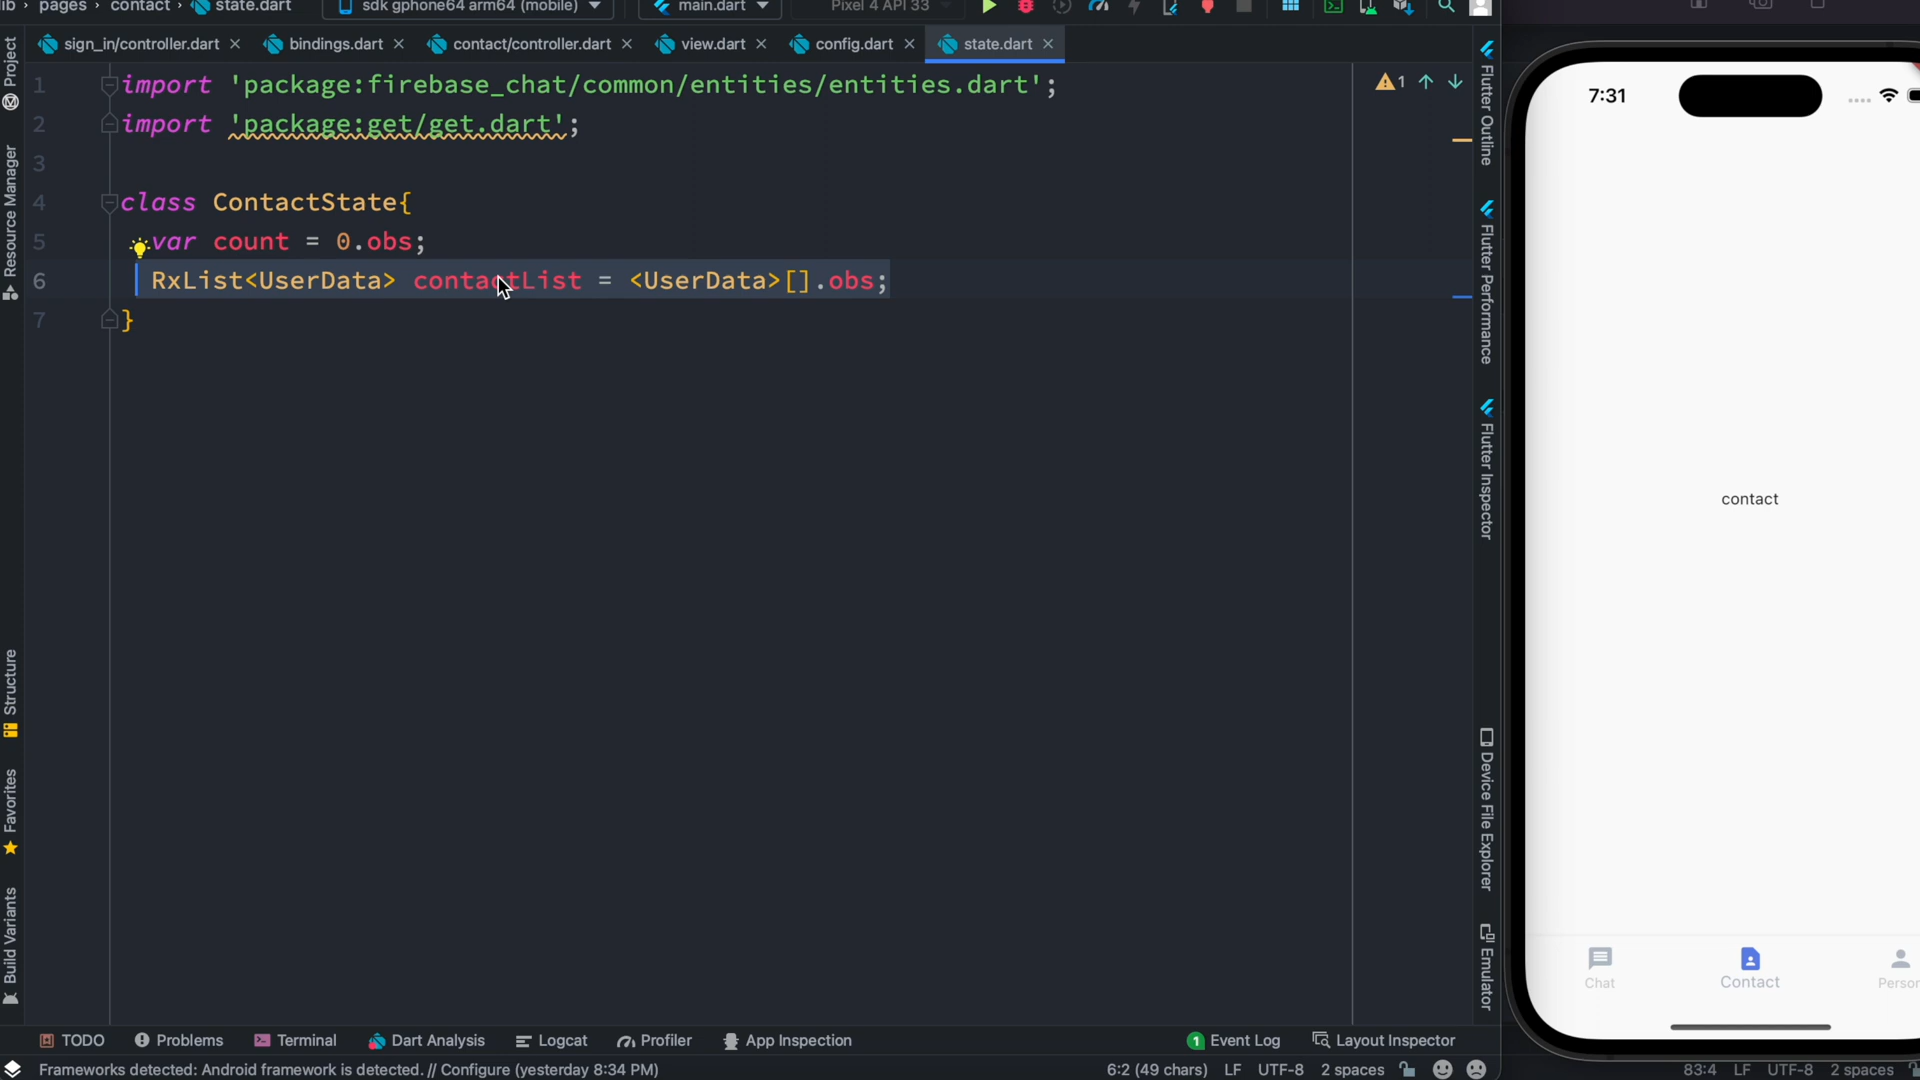 lib › pages › contact › state.dart
sdk gphone64 arm64 (mobile)
main.dart
Pixel 4 API 33
sign_in/controller.dart
bindings.dart
contact/controller.dart
view.dart
config.dart
state.dart
1 import 'package:firebase_chat/common/entities/entities.dart';
2 import 'package:get/get.dart';
3
4 class ContactState{
5 var count = 0.obs;
6 RxList<UserData> contactList = <UserData>[].obs;
7 }
1
Project
Resource Manager
Structure
Favorites
Build Variants
Flutter Outline
Flutter Performance
Flutter Inspector
Device File Explorer
Emulator
7:31
contact
Chat
Contact
Person
TODO
Problems
Terminal
Dart Analysis
Logcat
Profiler
App Inspection
1 Event Log
Layout Inspector
Frameworks detected: Android framework is detected. // Configure (yesterday 8:34 PM)
6:2 (49 chars)
LF
UTF-8
2 spaces
83:4
LF
UTF-8
2 spaces